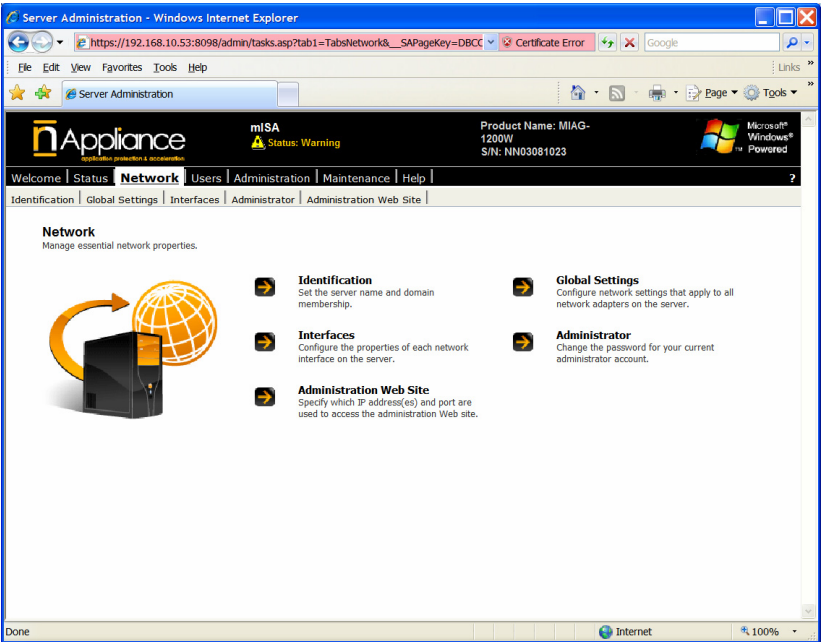 Server Administration - Windows Internet Explorer
https://192.168.10.53:8098/admin/tasks.asp?tab1=TabsNetwork&__SAPageKey=DBCC
Certificate Error
Google
File Edit View Favorites Tools Help
Links »
Server Administration
Page Tools »
nAppliance
application protection & acceleration
mISA
Status: Warning
Product Name: MIAG-
1200W
S/N: NN03081023
Microsoft®
Windows®
Powered
TM
Welcome | Status | Network | Users | Administration | Maintenance | Help |
?
Identification | Global Settings | Interfaces | Administrator | Administration Web Site |
Network
Manage essential network properties.
Identification
Set the server name and domain
membership.
Global Settings
Configure network settings that apply to all
network adapters on the server.
Interfaces
Configure the properties of each network
interface on the server.
Administrator
Change the password for your current
administrator account.
Administration Web Site
Specify which IP address(es) and port are
used to access the administration Web site.
Done
Internet
100%